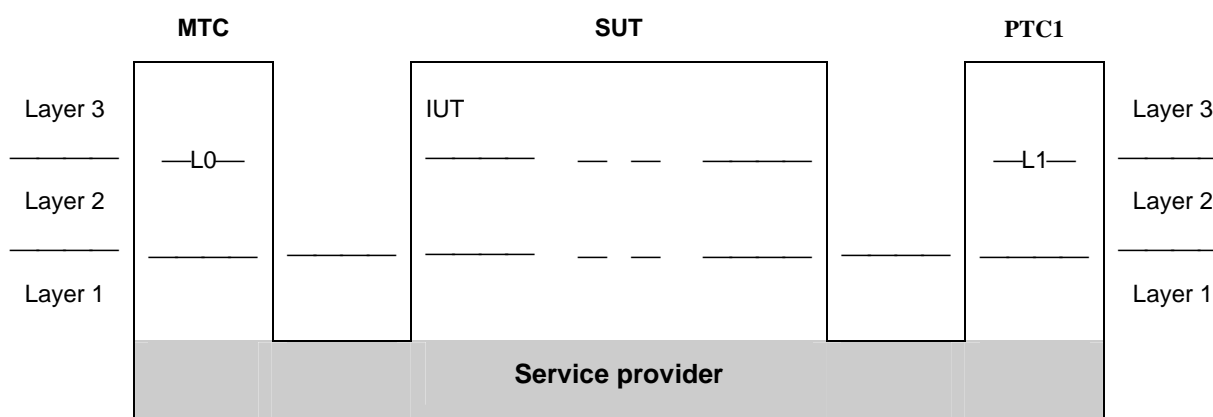 MTC SUT PTC1
Layer 3 IUT Layer 3
L0 L1
Layer 2 Layer 2
Layer 1 Layer 1
Service provider